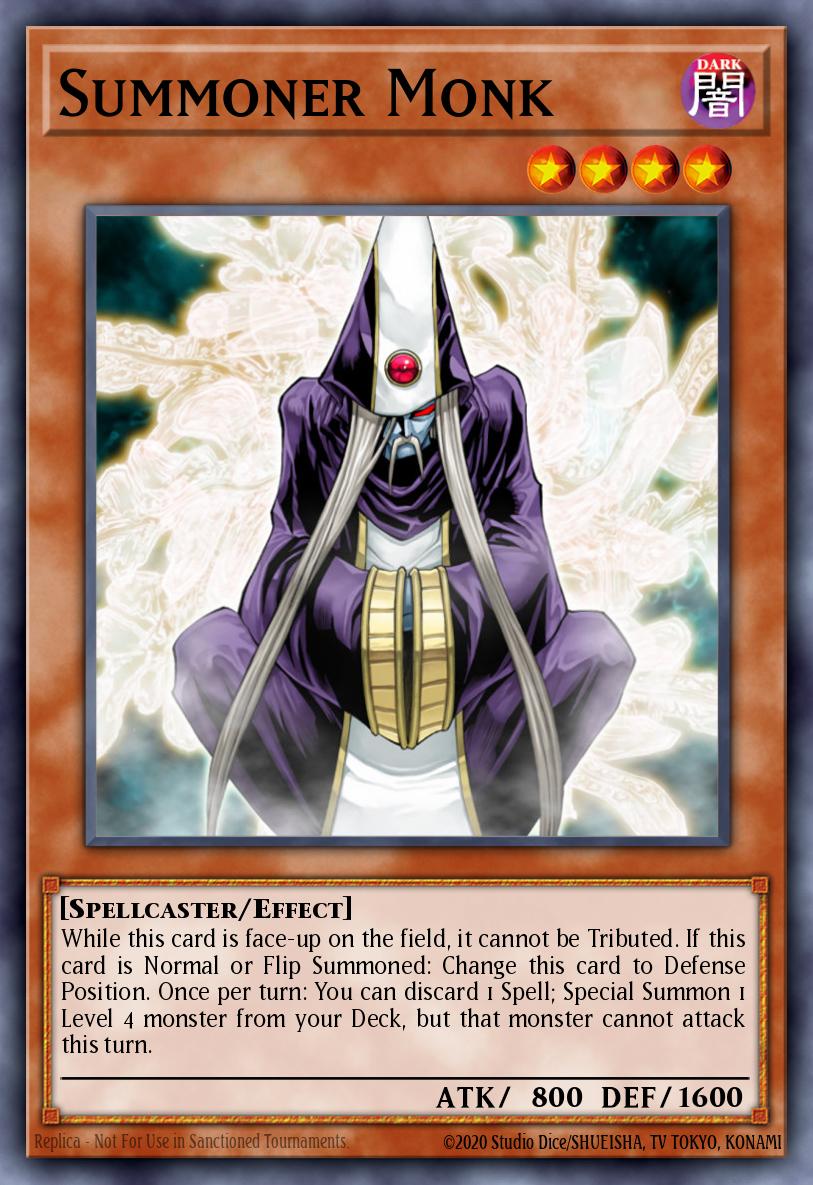 Summoner Monk
DARK
闇
[Spellcaster/Effect]
While this card is face-up on the field, it cannot be Tributed. If this
card is Normal or Flip Summoned: Change this card to Defense
Position. Once per turn: You can discard 1 Spell; Special Summon 1
Level 4 monster from your Deck, but that monster cannot attack
this turn.
ATK/ 800 DEF/1600
Replica - Not For Use in Sanctioned Tournaments.
©2020 Studio Dice/SHUEISHA, TV TOKYO, KONAMI